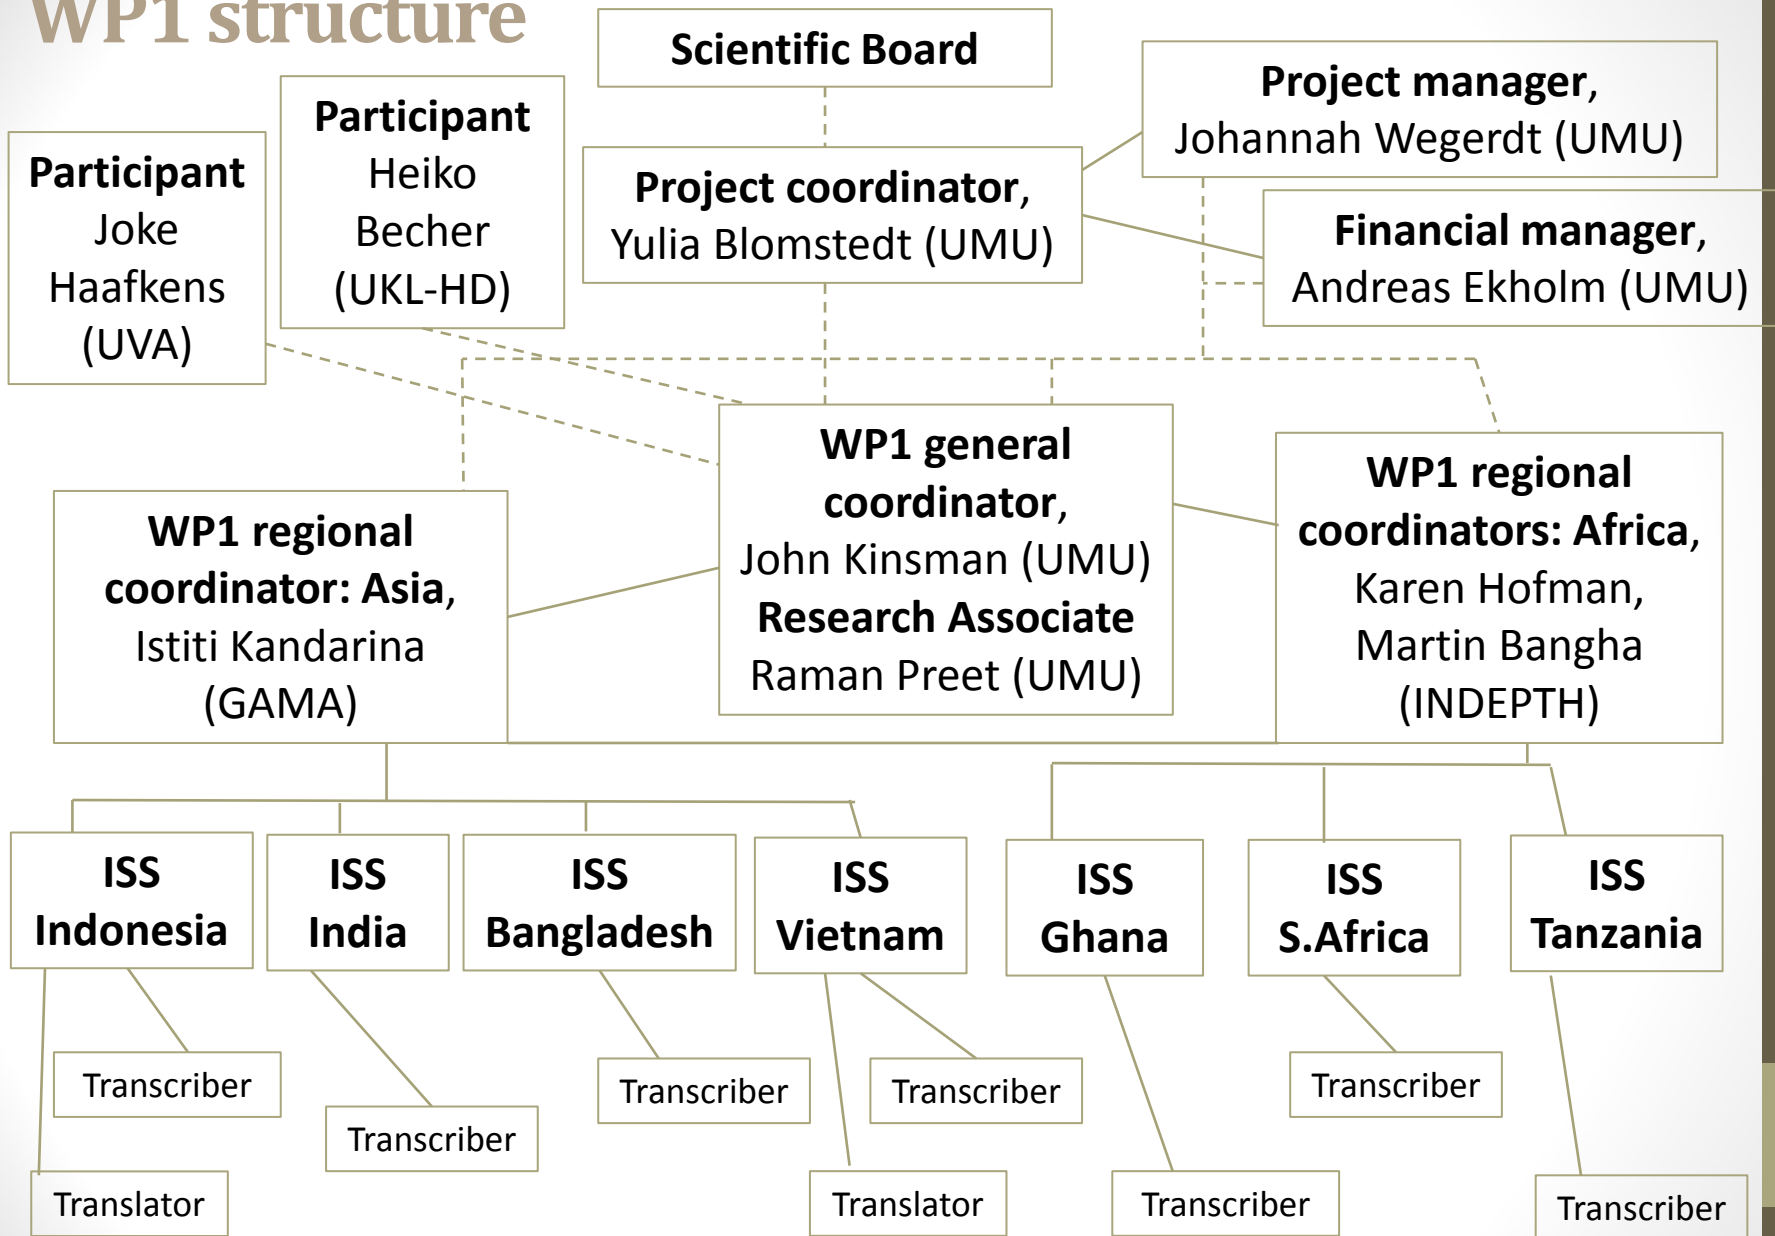 WP1 structure
Scientific Board
Project manager,
Johannah Wegerdt (UMU)
Participant
Heiko
Becher
(UKL-HD)
Participant
Joke
Haafkens
(UVA)
Project coordinator,
Yulia Blomstedt (UMU)
Financial manager,
Andreas Ekholm (UMU)
WP1 general
coordinator,
John Kinsman (UMU)
Research Associate
Raman Preet (UMU)
WP1 regional
coordinators: Africa,
Karen Hofman,
Martin Bangha
(INDEPTH)
WP1 regional
coordinator: Asia,
Istiti Kandarina
(GAMA)
ISS
Indonesia
ISS
India
ISS
Bangladesh
ISS
Vietnam
ISS
Ghana
ISS
S.Africa
ISS
Tanzania
Transcriber
Transcriber
Transcriber
Transcriber
Transcriber
Translator
Translator
Transcriber
Transcriber